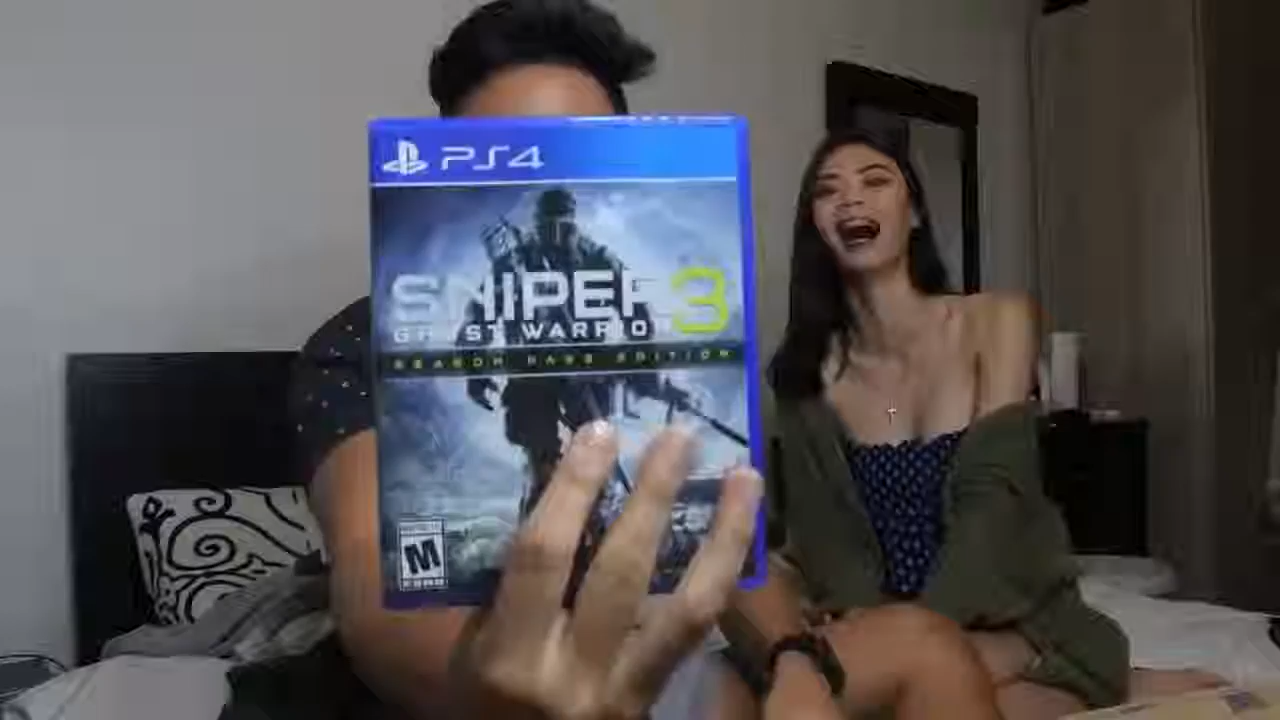 PS4
SNIPER 3
GHOST WARRIOR
SEASON PASS EDITION
M